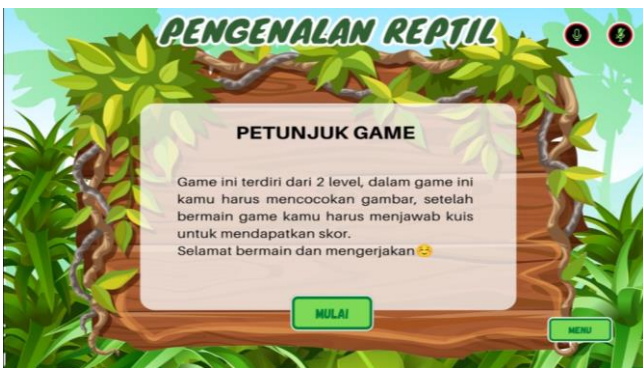 PENGENALAN REPTIL
PETUNJUK GAME
Game ini terdiri dari 2 level, dalam game ini
kamu harus mencocokan gambar, setelah
bermain game kamu harus menjawab kuis
untuk mendapatkan skor.
Selamat bermain dan mengerjakan☺️
MULAI
MENU